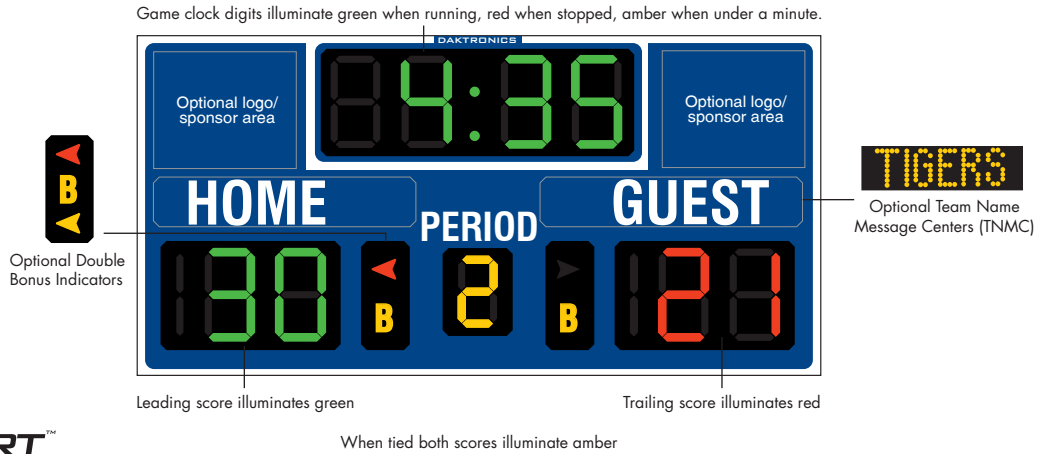 Game clock digits illuminate green when running, red when stopped, amber when under a minute.
DAKTRONICS
4:35
Optional logo/
sponsor area
Optional logo/
sponsor area
B
TIGERS
HOME
GUEST
PERIOD
Optional Team Name
Message Centers (TNMC)
Optional Double
Bonus Indicators
30
B
2
B
21
Leading score illuminates green
Trailing score illuminates red
When tied both scores illuminate amber
RT™